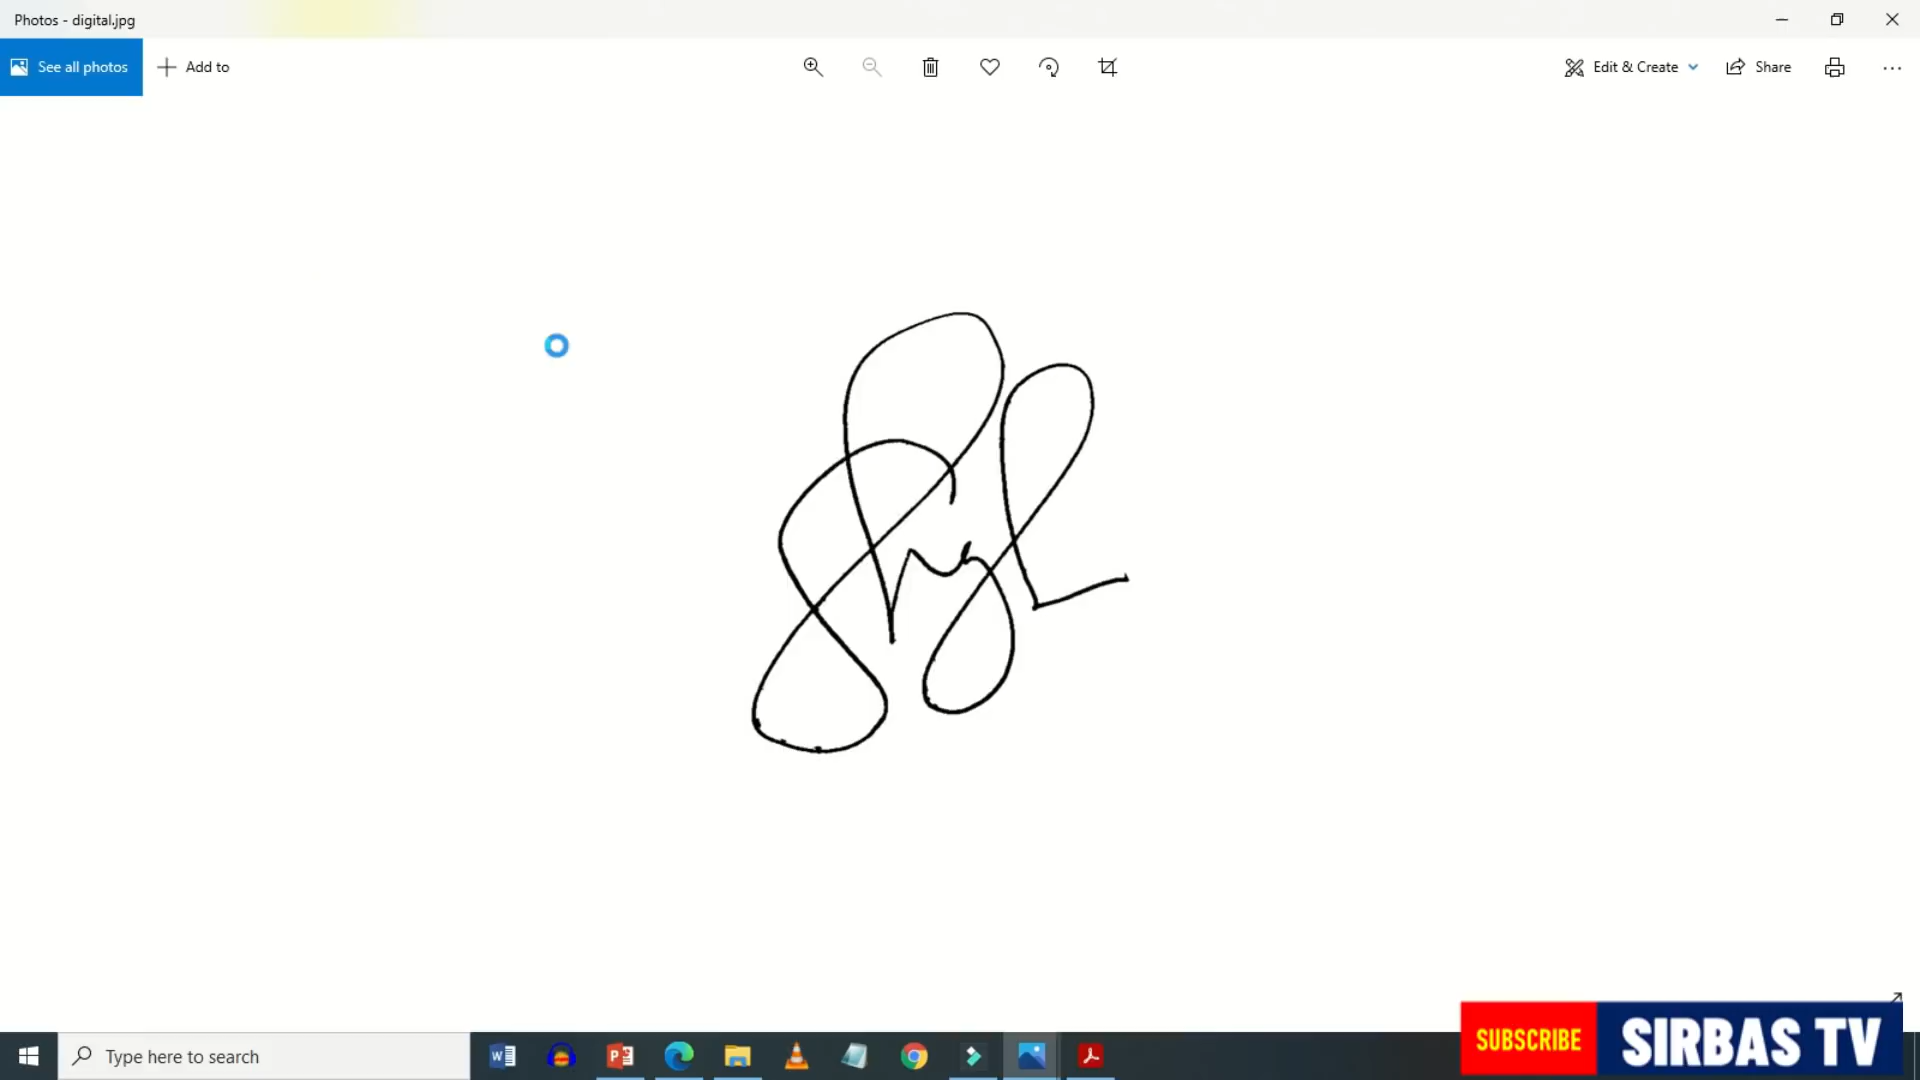 Photos - digital.jpg
See all photos
Add to
Edit & Create
Share
Type here to search
SUBSCRIBE
SIRBAS TV